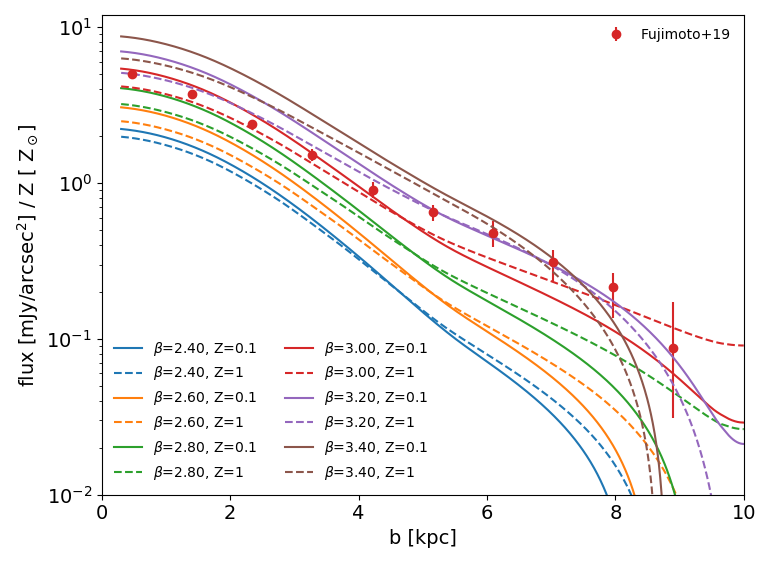 Fujimoto+19
flux [mJy/arcsec²] / Z [ Z⊙]
10¹
10⁰
10⁻¹
10⁻²
β=2.40, Z=0.1
β=2.40, Z=1
β=2.60, Z=0.1
β=2.60, Z=1
β=2.80, Z=0.1
β=2.80, Z=1
β=3.00, Z=0.1
β=3.00, Z=1
β=3.20, Z=0.1
β=3.20, Z=1
β=3.40, Z=0.1
β=3.40, Z=1
0 2 4 6 8 10
b [kpc]